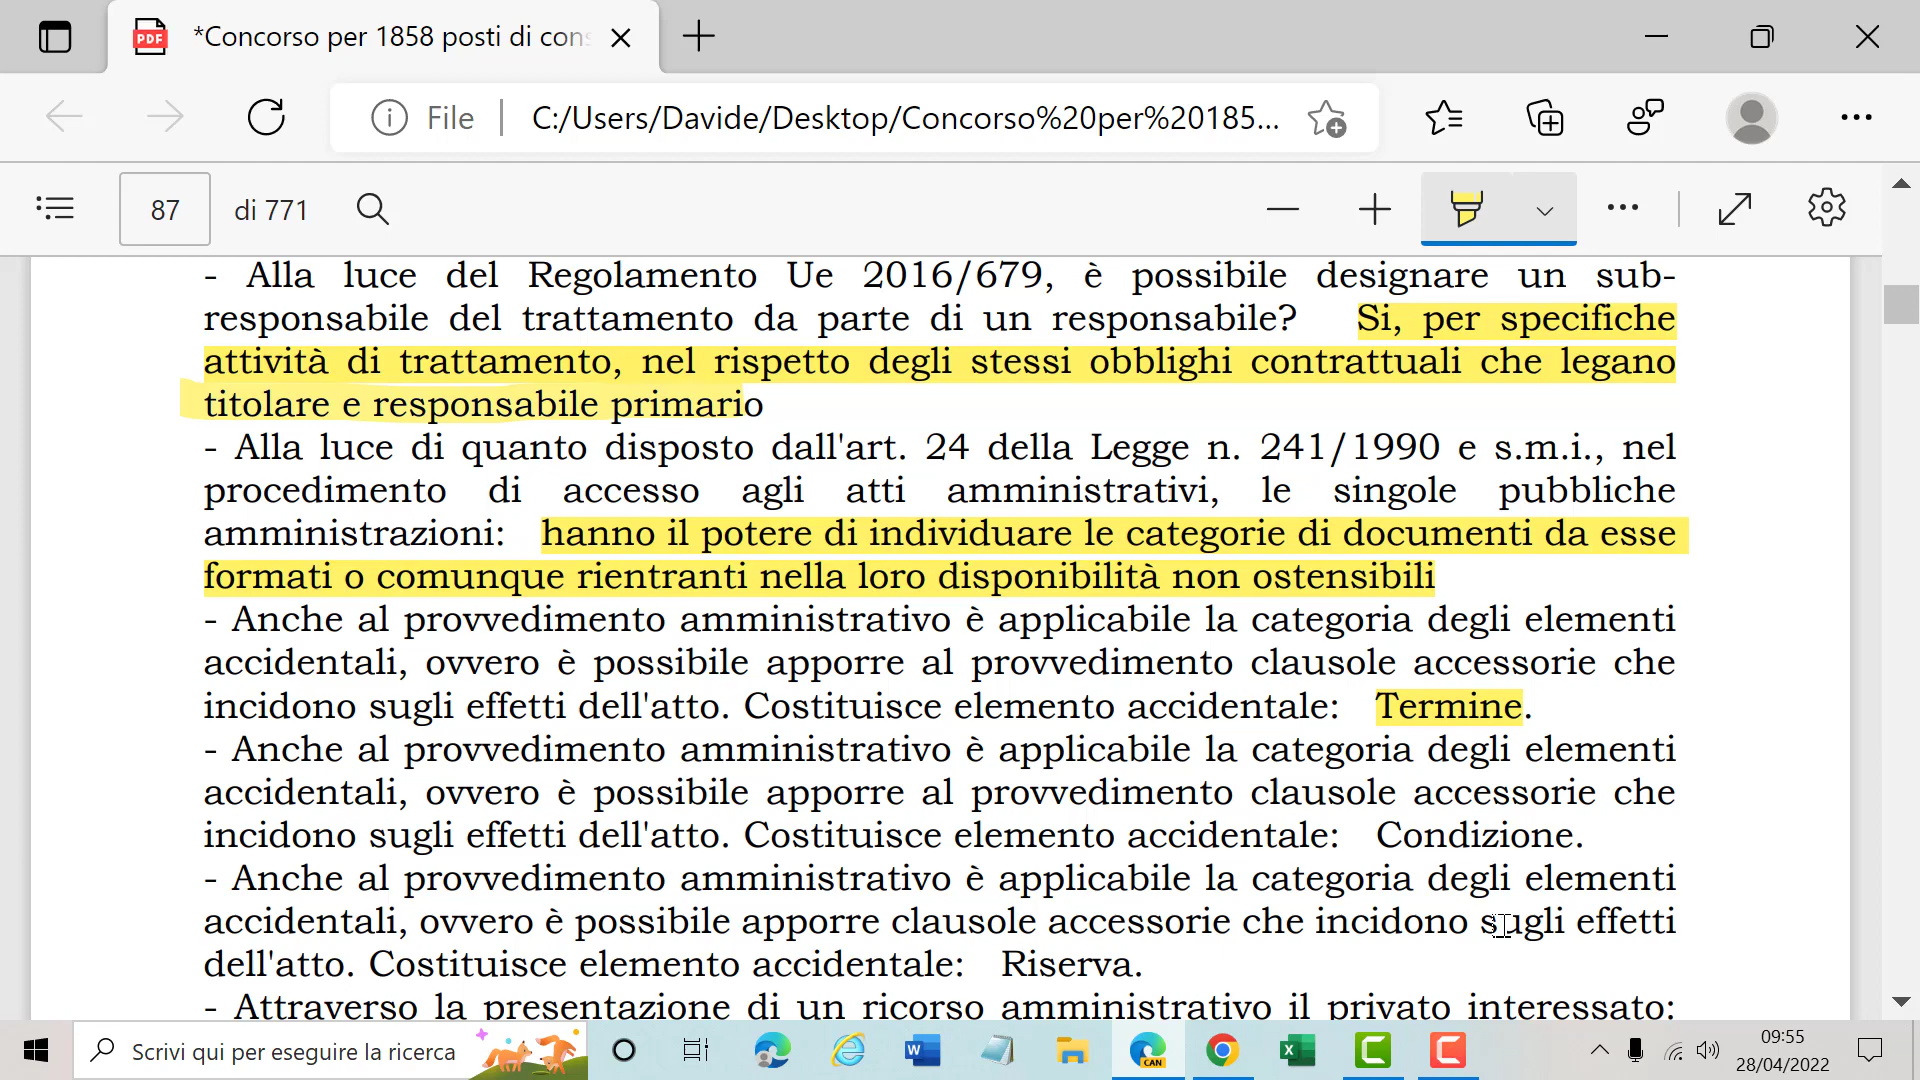 *Concorso per 1858 posti di con
File
C:/Users/Davide/Desktop/Concorso%20per%20185...
87
di 771
- Alla luce del Regolamento Ue 2016/679, è possibile designare un sub-
responsabile del trattamento da parte di un responsabile? Si, per specifiche
attività di trattamento, nel rispetto degli stessi obblighi contrattuali che legano
titolare e responsabile primario
- Alla luce di quanto disposto dall'art. 24 della Legge n. 241/1990 e s.m.i., nel
procedimento di accesso agli atti amministrativi, le singole pubbliche
amministrazioni: hanno il potere di individuare le categorie di documenti da esse
formati o comunque rientranti nella loro disponibilità non ostensibili
- Anche al provvedimento amministrativo è applicabile la categoria degli elementi
accidentali, ovvero è possibile apporre al provvedimento clausole accessorie che
incidono sugli effetti dell'atto. Costituisce elemento accidentale: Termine.
- Anche al provvedimento amministrativo è applicabile la categoria degli elementi
accidentali, ovvero è possibile apporre al provvedimento clausole accessorie che
incidono sugli effetti dell'atto. Costituisce elemento accidentale: Condizione.
- Anche al provvedimento amministrativo è applicabile la categoria degli elementi
accidentali, ovvero è possibile apporre clausole accessorie che incidono sugli effetti
dell'atto. Costituisce elemento accidentale: Riserva.
- Attraverso la presentazione di un ricorso amministrativo il privato interessato:
Scrivi qui per eseguire la ricerca
CAN
09:55
28/04/2022